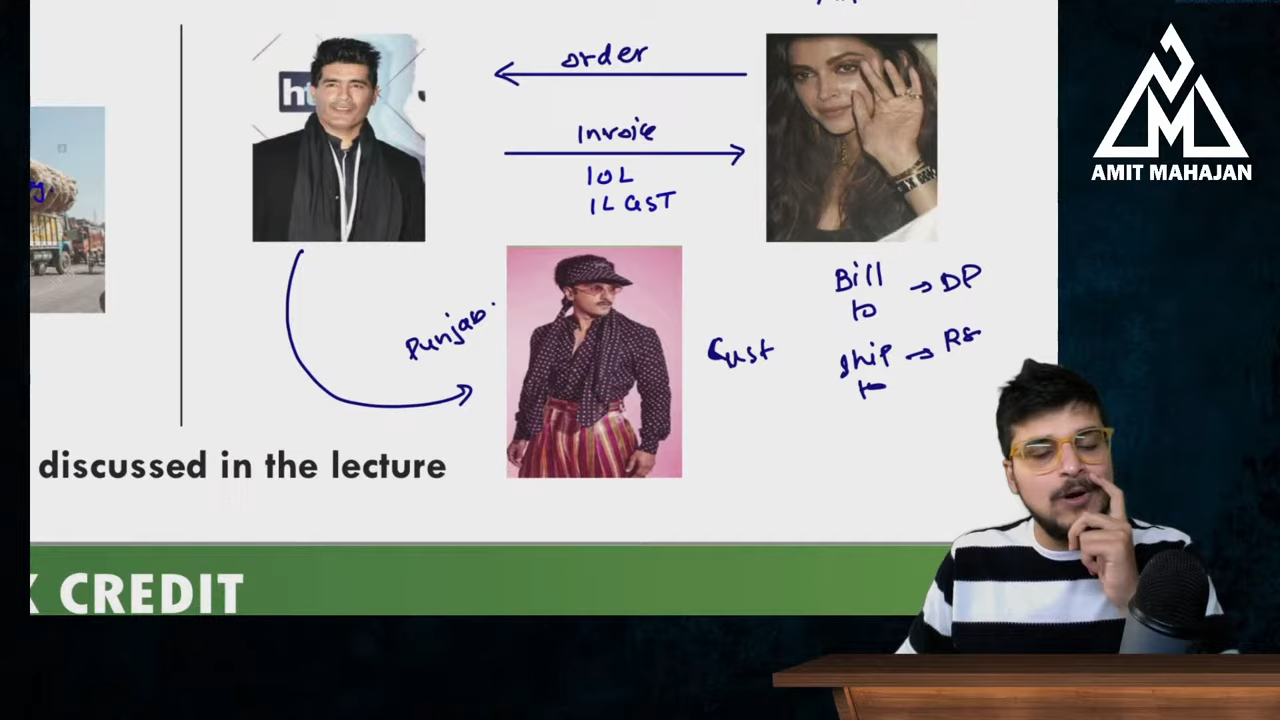 order
Invoice
10L
1L GST
ht
Punjab
Cust
Bill → DP
to
Ship → RS
to
discussed in the lecture
CREDIT
AMIT MAHAJAN